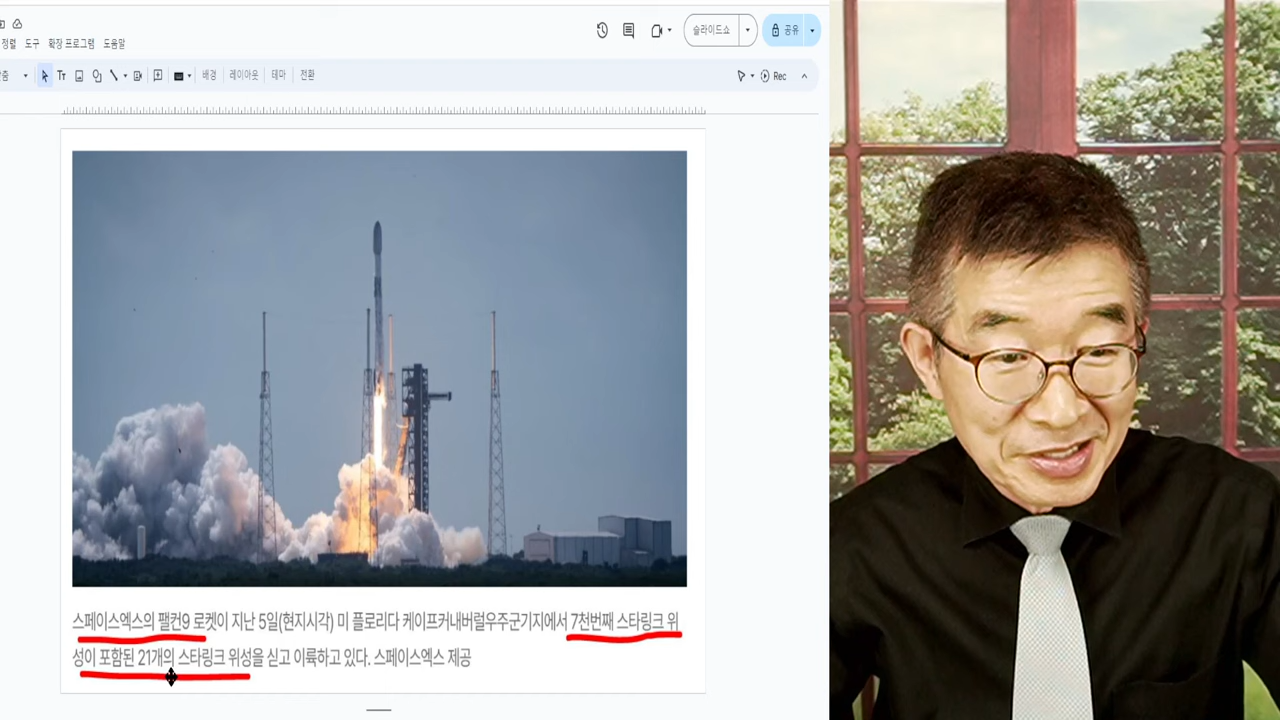 정렬 도구 확장 프로그램 도움말
슬라이드쇼
공유
배경 레이아웃 테마 전환
Rec
스페이스엑스의 팰컨9 로켓이 지난 5일(현지시각) 미 플로리다 케이프커내버럴우주군기지에서 7천번째 스타링크 위
성이 포함된 21개의 스타링크 위성을 싣고 이륙하고 있다. 스페이스엑스 제공